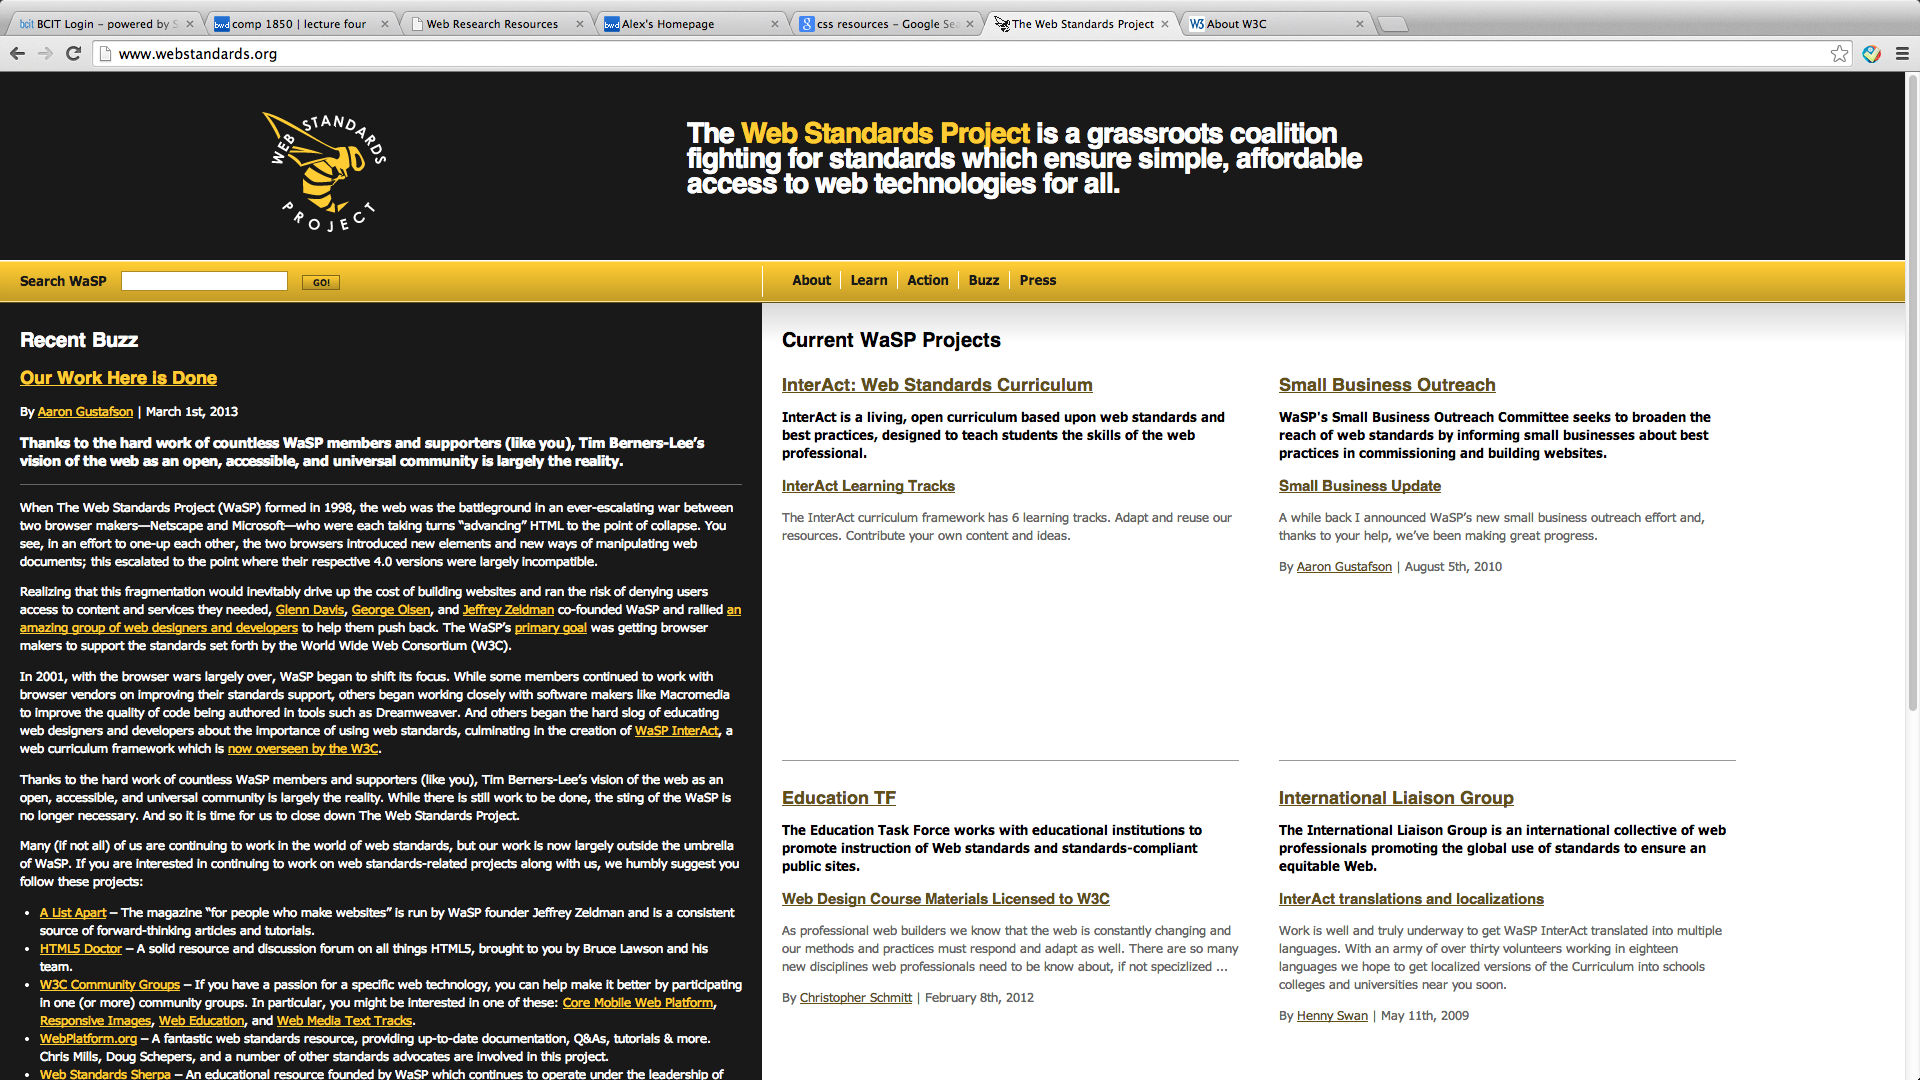 bcit BCIT Login - powered by S
bwd comp 1850 | lecture four
Web Research Resources
bwd Alex's Homepage
g css resources - Google Sea
The Web Standards Project
W3 About W3C
www.webstandards.org
WEB STANDARDS PROJECT
The Web Standards Project is a grassroots coalition
fighting for standards which ensure simple, affordable
access to web technologies for all.
Search WaSP
GO!
About
Learn
Action
Buzz
Press
Recent Buzz
Our Work Here is Done
By Aaron Gustafson | March 1st, 2013
Thanks to the hard work of countless WaSP members and supporters (like you), Tim Berners-Lee’s
vision of the web as an open, accessible, and universal community is largely the reality.
When The Web Standards Project (WaSP) formed in 1998, the web was the battleground in an ever-escalating war between
two browser makers—Netscape and Microsoft—who were each taking turns “advancing” HTML to the point of collapse. You
see, in an effort to one-up each other, the two browsers introduced new elements and new ways of manipulating web
documents; this escalated to the point where their respective 4.0 versions were largely incompatible.
Realizing that this fragmentation would inevitably drive up the cost of building websites and ran the risk of denying users
access to content and services they needed, Glenn Davis, George Olsen, and Jeffrey Zeldman co-founded WaSP and rallied an
amazing group of web designers and developers to help them push back. The WaSP’s primary goal was getting browser
makers to support the standards set forth by the World Wide Web Consortium (W3C).
In 2001, with the browser wars largely over, WaSP began to shift its focus. While some members continued to work with
browser vendors on improving their standards support, others began working closely with software makers like Macromedia
to improve the quality of code being authored in tools such as Dreamweaver. And others began the hard slog of educating
web designers and developers about the importance of using web standards, culminating in the creation of WaSP InterAct, a
web curriculum framework which is now overseen by the W3C.
Thanks to the hard work of countless WaSP members and supporters (like you), Tim Berners-Lee’s vision of the web as an
open, accessible, and universal community is largely the reality. While there is still work to be done, the sting of the WaSP is
no longer necessary. And so it is time for us to close down The Web Standards Project.
Many (if not all) of us are continuing to work in the world of web standards, but our work is now largely outside the umbrella
of WaSP. If you are interested in continuing to work on web standards-related projects along with us, we humbly suggest you
follow these projects:
• A List Apart – The magazine “for people who make websites” is run by WaSP founder Jeffrey Zeldman and is a consistent
source of forward-thinking articles and tutorials.
• HTML5 Doctor – A solid resource and discussion forum on all things HTML5, brought to you by Bruce Lawson and his
team.
• W3C Community Groups – If you have a passion for a specific web technology, you can help make it better by participating
in one (or more) community groups. In particular, you might be interested in one of these: Core Mobile Web Platform,
Responsive Images, Web Education, and Web Media Text Tracks.
• WebPlatform.org – A fantastic web standards resource, providing up-to-date documentation, Q&As, tutorials & more.
Chris Mills, Doug Schepers, and a number of other standards advocates are involved in this project.
• Web Standards Sherpa – An educational resource founded by WaSP which continues to operate under the leadership of
Current WaSP Projects
InterAct: Web Standards Curriculum
InterAct is a living, open curriculum based upon web standards and
best practices, designed to teach students the skills of the web
professional.
InterAct Learning Tracks
The InterAct curriculum framework has 6 learning tracks. Adapt and reuse our
resources. Contribute your own content and ideas.
Small Business Outreach
WaSP's Small Business Outreach Committee seeks to broaden the
reach of web standards by informing small businesses about best
practices in commissioning and building websites.
Small Business Update
A while back I announced WaSP’s new small business outreach effort and,
thanks to your help, we’ve been making great progress.
By Aaron Gustafson | August 5th, 2010
Education TF
The Education Task Force works with educational institutions to
promote instruction of Web standards and standards-compliant
public sites.
Web Design Course Materials Licensed to W3C
As professional web builders we know that the web is constantly changing and
our methods and practices must respond and adapt as well. There are so many
new disciplines web professionals need to be know about, if not specizlized ...
By Christopher Schmitt | February 8th, 2012
International Liaison Group
The International Liaison Group is an international collective of web
professionals promoting the global use of standards to ensure an
equitable Web.
InterAct translations and localizations
Work is well and truly underway to get WaSP InterAct translated into multiple
languages. With an army of over thirty volunteers working in eighteen
languages we hope to get localized versions of the Curriculum into schools
colleges and universities near you soon.
By Henny Swan | May 11th, 2009